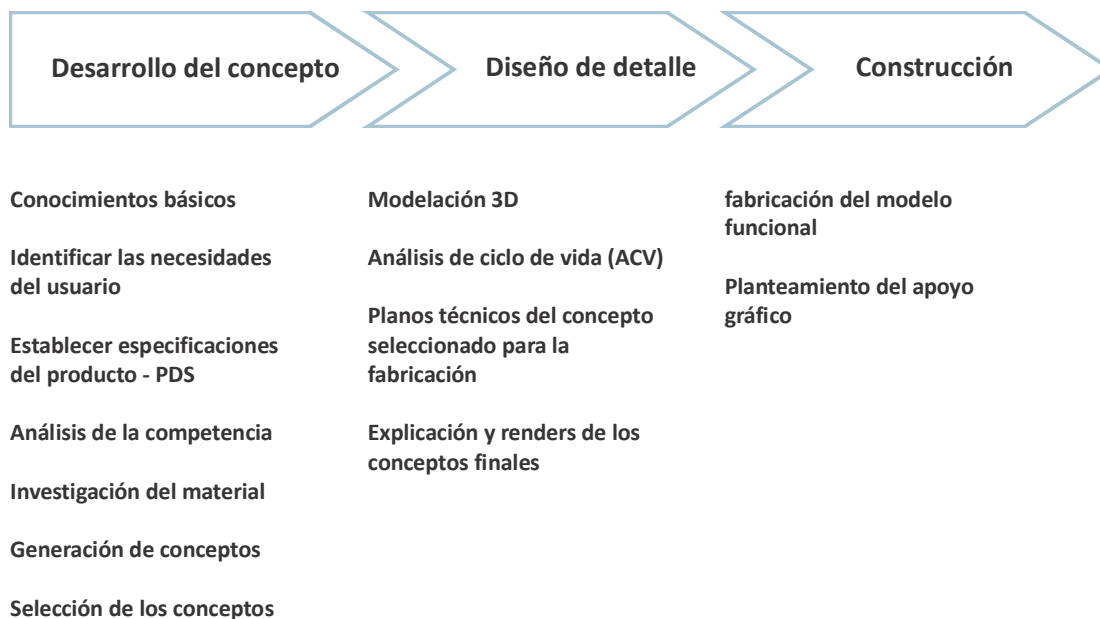 Desarrollo del concepto
Diseño de detalle
Construcción
Conocimientos básicos
Identificar las necesidades
del usuario
Establecer especificaciones
del producto - PDS
Análisis de la competencia
Investigación del material
Generación de conceptos
Selección de los conceptos
Modelación 3D
Análisis de ciclo de vida (ACV)
Planos técnicos del concepto
seleccionado para la
fabricación
Explicación y renders de los
conceptos finales
fabricación del modelo
funcional
Planteamiento del apoyo
gráfico